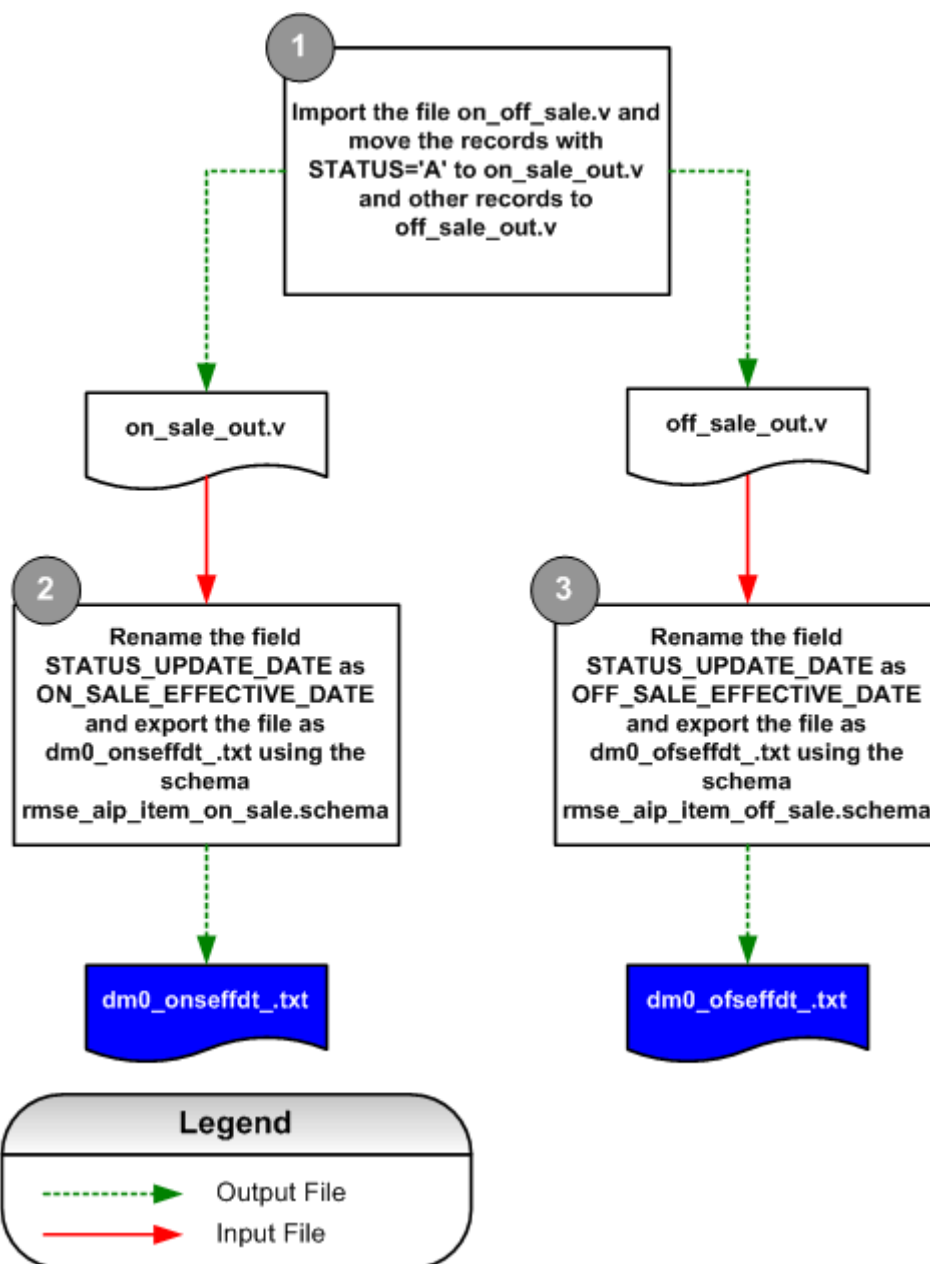 1
Import the file on_off_sale.v and
move the records with
STATUS='A' to on_sale_out.v
and other records to
off_sale_out.v
on_sale_out.v
off_sale_out.v
2
Rename the field
STATUS_UPDATE_DATE as
ON_SALE_EFFECTIVE_DATE
and export the file as
dm0_onseffdt_.txt using the
schema
rmse_aip_item_on_sale.schema
3
Rename the field
STATUS_UPDATE_DATE as
OFF_SALE_EFFECTIVE_DATE
and export the file as
dm0_ofseffdt_.txt using the
schema
rmse_aip_item_off_sale.schema
dm0_onseffdt_.txt
dm0_ofseffdt_.txt
Legend
Output File
Input File